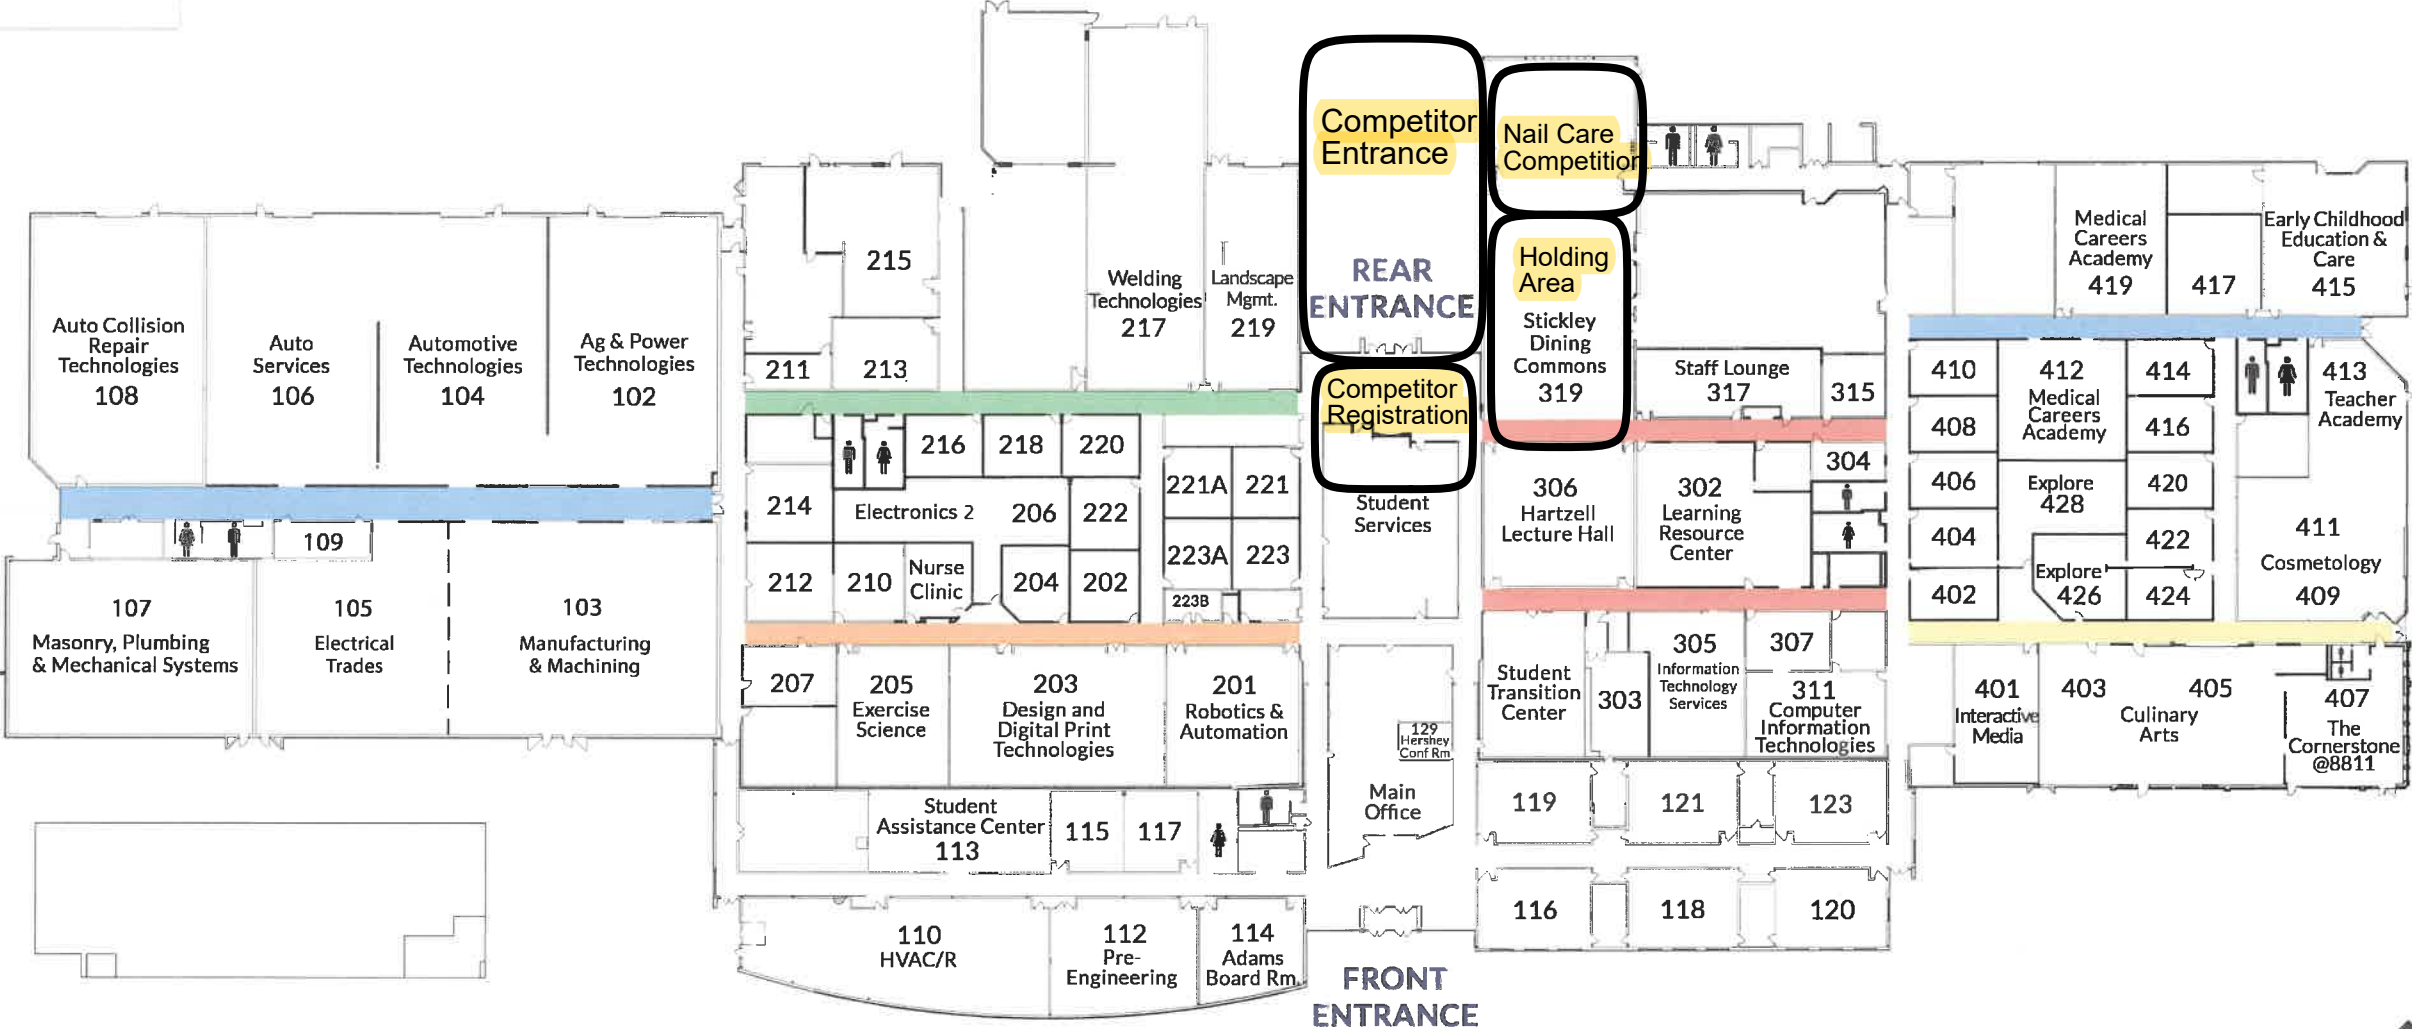 Competitor
Entrance
Nail Care
Competition
Holding
Area
REAR
ENTRANCE
Competitor
Registration
Stickley
Dining
Commons
319
Auto Collision
Repair
Technologies
108
Auto
Services
106
Automotive
Technologies
104
Ag & Power
Technologies
102
109
107
Masonry, Plumbing
& Mechanical Systems
105
Electrical
Trades
103
Manufacturing
& Machining
215
211
213
Welding
Technologies
217
Landscape
Mgmt.
219
216
218
220
214
Electronics 2
206
222
212
210
Nurse
Clinic
204
202
221A
221
223A
223
223B
207
205
Exercise
Science
203
Design and
Digital Print
Technologies
201
Robotics &
Automation
Student
Assistance Center
113
115
117
110
HVAC/R
112
Pre-
Engineering
114
Adams
Board Rm.
Student
Services
129
Hershey
Conf Rm
Main
Office
FRONT
ENTRANCE
Staff Lounge
317
315
306
Hartzell
Lecture Hall
302
Learning
Resource
Center
304
Student
Transition
Center
303
305
Information
Technology
Services
307
311
Computer
Information
Technologies
119
121
123
116
118
120
Medical
Careers
Academy
419
417
Early Childhood
Education &
Care
415
410
412
Medical
Careers
Academy
414
408
416
406
Explore
428
420
404
422
402
Explore
426
424
413
Teacher
Academy
411
Cosmetology
409
401
Interactive
Media
403
405
Culinary
Arts
407
The
Cornerstone
@8811